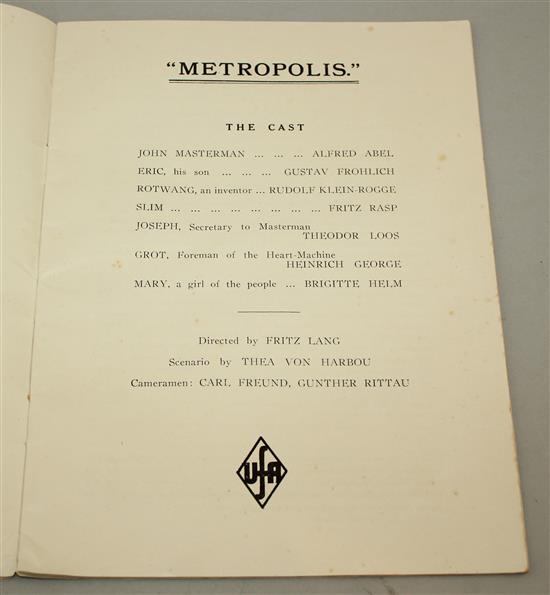 "METROPOLIS."
THE CAST
JOHN MASTERMAN ... ... ... ALFRED ABEL
ERIC, his son ... ... ... GUSTAV FROHLICH
ROTWANG, an inventor ... RUDOLF KLEIN-ROGGE
SLIM ... ... ... ... ... ... ... ... FRITZ RASP
JOSEPH, Secretary to Masterman
THEODOR LOOS
GROT, Foreman of the Heart-Machine
HEINRICH GEORGE
MARY, a girl of the people ... BRIGITTE HELM
Directed by FRITZ LANG
Scenario by THEA VON HARBOU
Cameramen: CARL FREUND, GUNTHER RITTAU
UFA